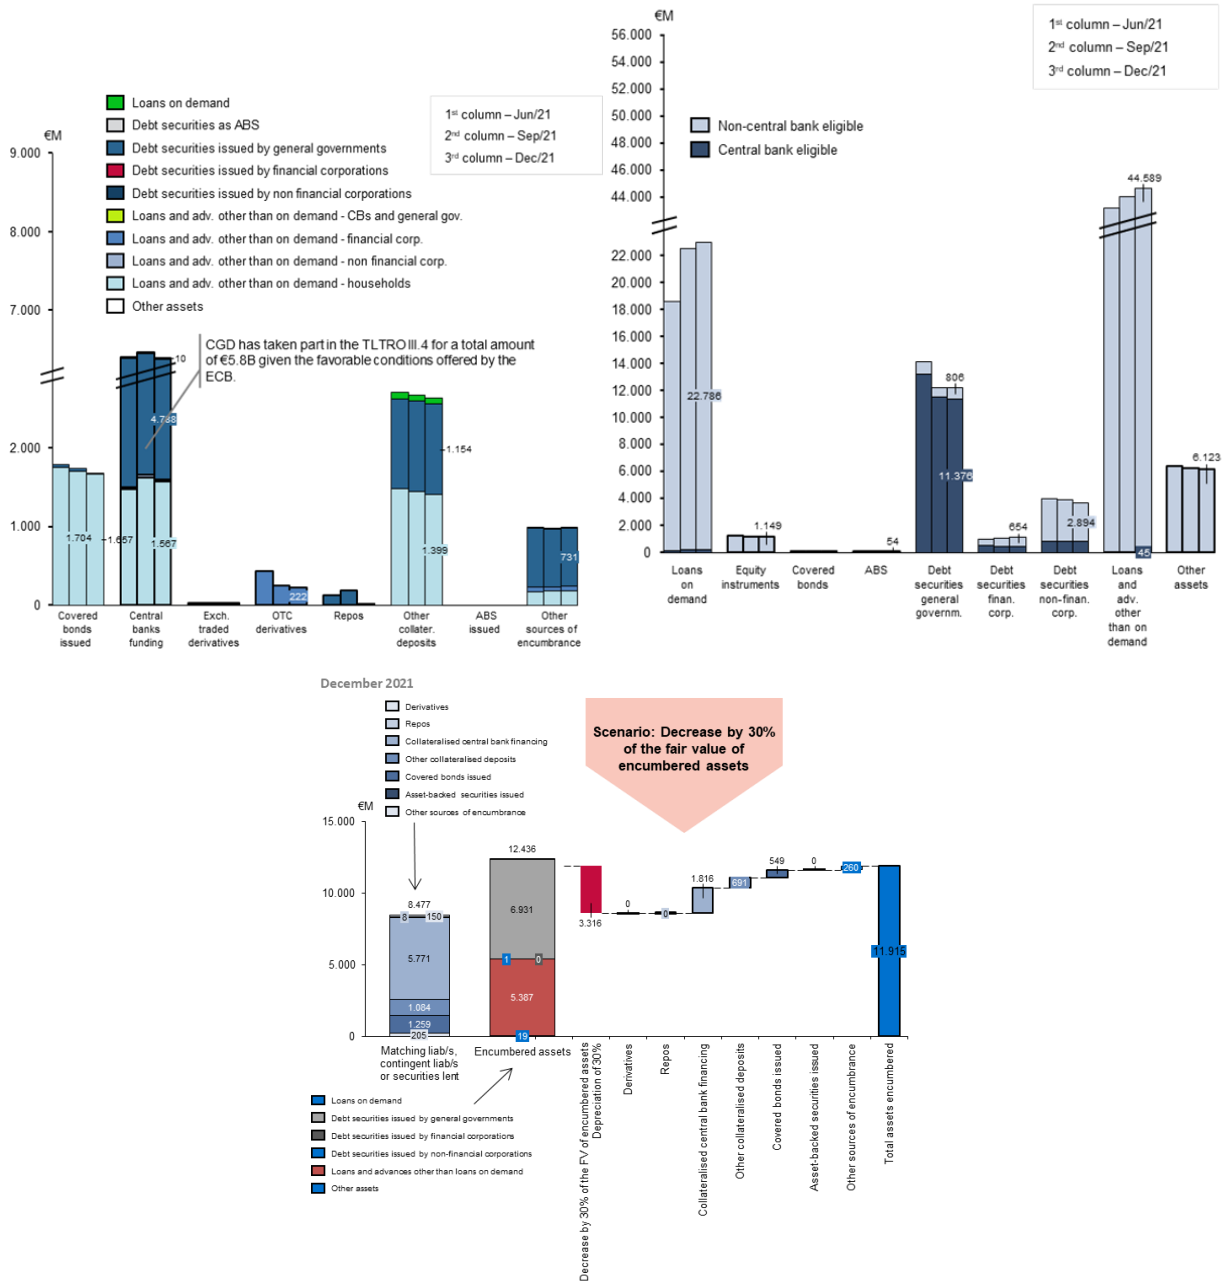 €M
9.000
8.000
7.000
2.000
1.000
0
Loans on demand
Debt securities as ABS
Debt securities issued by general governments
Debt securities issued by financial corporations
Debt securities issued by non financial corporations
Loans and adv. other than on demand - CBs and general gov.
Loans and adv. other than on demand - financial corp.
Loans and adv. other than on demand - non financial corp.
Loans and adv. other than on demand - households
Other assets
1st column – Jun/21
2nd column – Sep/21
3rd column – Dec/21
CGD has taken part in the TLTRO III.4 for a total amount
of €5.8B given the favorable conditions offered by the
ECB.
10
4.788
1.704
1.657
1.567
222
1.154
1.399
731
Covered
bonds
issued
Central
banks
funding
Exch.
traded
derivatives
OTC
derivatives
Repos
Other
collater.
deposits
ABS
issued
Other
sources of
encumbrance
€M
56.000
54.000
52.000
50.000
48.000
46.000
44.000
22.000
20.000
18.000
16.000
14.000
12.000
10.000
8.000
6.000
4.000
2.000
0
1st column – Jun/21
2nd column – Sep/21
3rd column – Dec/21
Non-central bank eligible
Central bank eligible
44.589
22.786
806
11.376
1.149
54
654
2.894
46
6.123
Loans
on
demand
Equity
instruments
Covered
bonds
ABS
Debt
securities
general
governm.
Debt
securities
finan.
corp.
Debt
securities
non-finan.
corp.
Loans
and
adv.
other
than on
demand
Other
assets
December 2021
Derivatives
Repos
Collateralised central bank financing
Other collateralised deposits
Covered bonds issued
Asset-backed securities issued
Other sources of encumbrance
Scenario: Decrease by 30%
of the fair value of
encumbered assets
€M
15.000
10.000
5.000
0
8.477
8
150
5.771
1.084
1.259
205
12.436
6.931
1
0
5.387
19
3.316
0
0
1.816
691
549
0
260
11.915
Matching liab/s,
contingent liab/s
or securities lent
Encumbered assets
Decrease by 30% of the FV of encumbered assets
Depreciation of 30%
Derivatives
Repos
Collateralised central bank financing
Other collateralised deposits
Covered bonds issued
Asset-backed securities issued
Other sources of encumbrance
Total assets encumbered
Loans on demand
Debt securities issued by general governments
Debt securities issued by financial corporations
Debt securities issued by non-financial corporations
Loans and advances other than loans on demand
Other assets